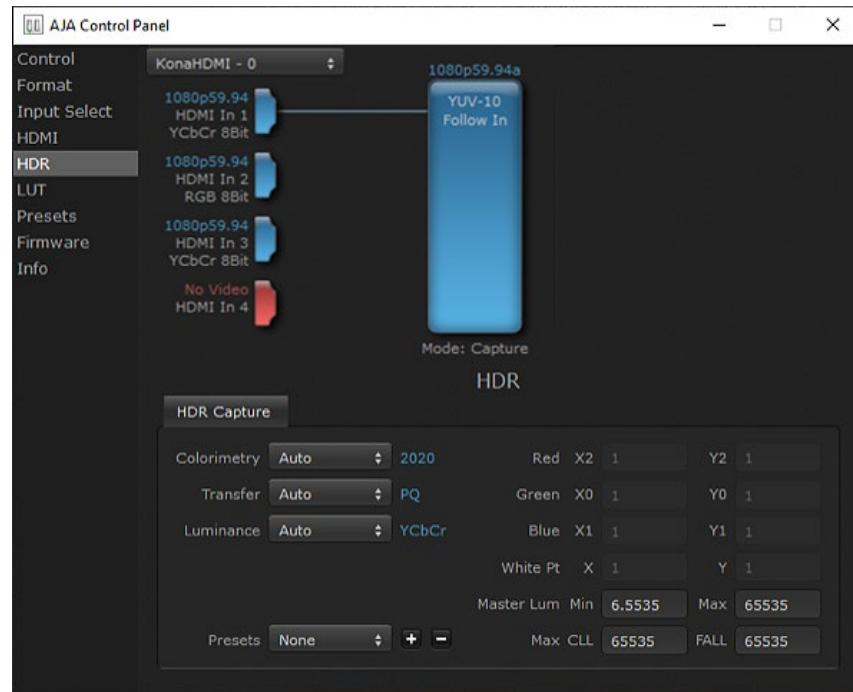 AJA Control Panel
Control
Format
Input Select
HDMI
HDR
LUT
Presets
Firmware
Info
KonaHDMI - 0
1080p59.94
HDMI In 1
YCbCr 8Bit
1080p59.94
HDMI In 2
RGB 8Bit
1080p59.94
HDMI In 3
YCbCr 8Bit
No Video
HDMI In 4
1080p59.94a
YUV-10
Follow In
Mode: Capture
HDR
HDR Capture
Colorimetry Auto 2020 Red X2 1 Y2 1
Transfer Auto PQ Green X0 1 Y0 1
Luminance Auto YCbCr Blue X1 1 Y1 1
White Pt X 1 Y 1
Master Lum Min 6.5535 Max 65535
Presets None + − Max CLL 65535 FALL 65535